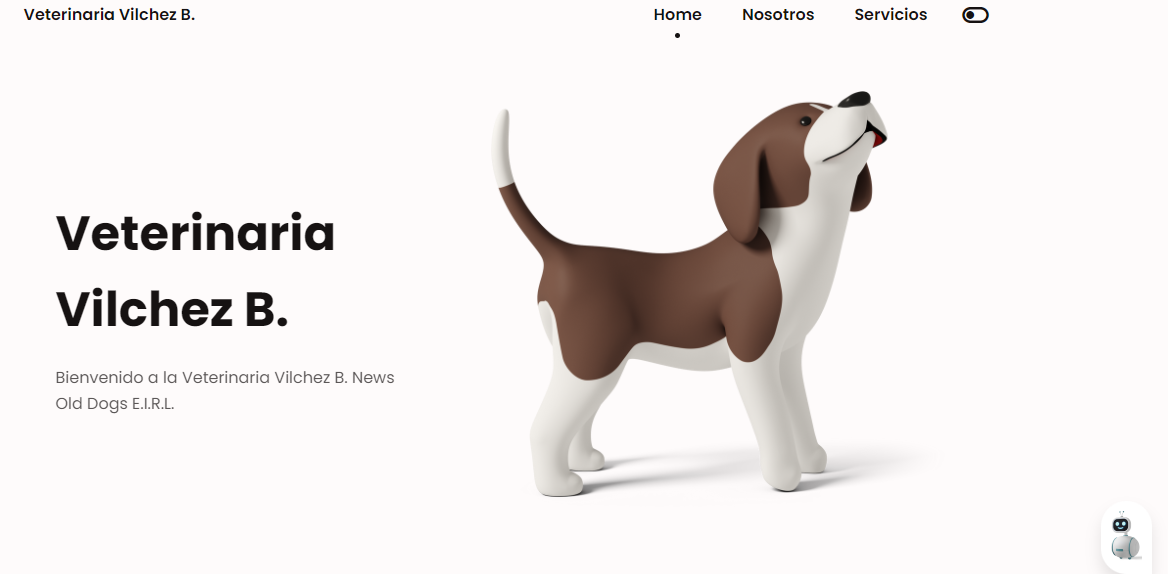 Veterinaria Vilchez B.
Home Nosotros Servicios
Veterinaria
Vilchez B.
Bienvenido a la Veterinaria Vilchez B. News
Old Dogs E.I.R.L.